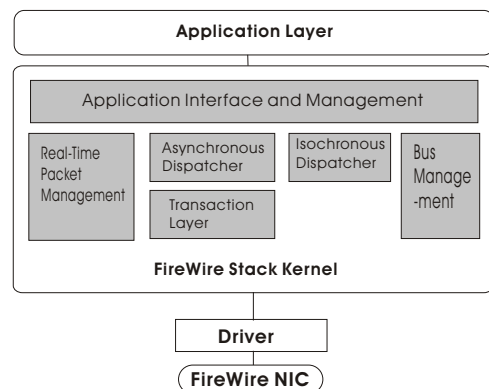 Application Layer
Application Interface and Management
Real-Time
Packet
Management
Asynchronous
Dispatcher
Transaction
Layer
Isochronous
Dispatcher
Bus
Manage
-ment
FireWire Stack Kernel
Driver
FireWire NIC